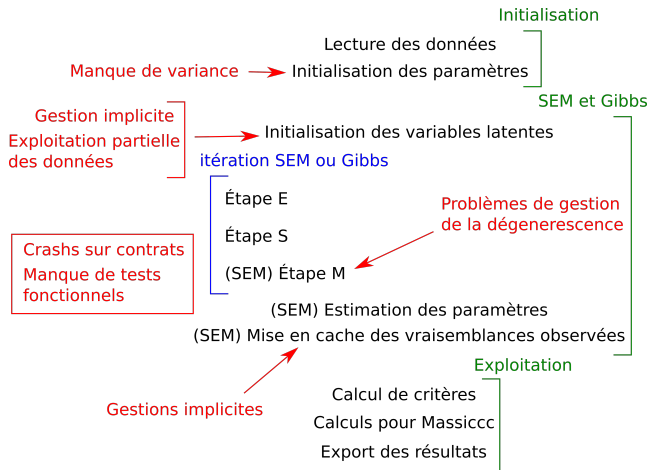 Initialisation
Lecture des données
Manque de variance
Initialisation des paramètres
SEM et Gibbs
Gestion implicite
Exploitation partielle
des données
Initialisation des variables latentes
itération SEM ou Gibbs
Étape E
Problèmes de gestion
de la dégenerescence
Étape S
Crashs sur contrats
Manque de tests
fonctionnels
(SEM) Étape M
(SEM) Estimation des paramètres
(SEM) Mise en cache des vraisemblances observées
Exploitation
Gestions implicites
Calcul de critères
Calculs pour Massiccc
Export des résultats